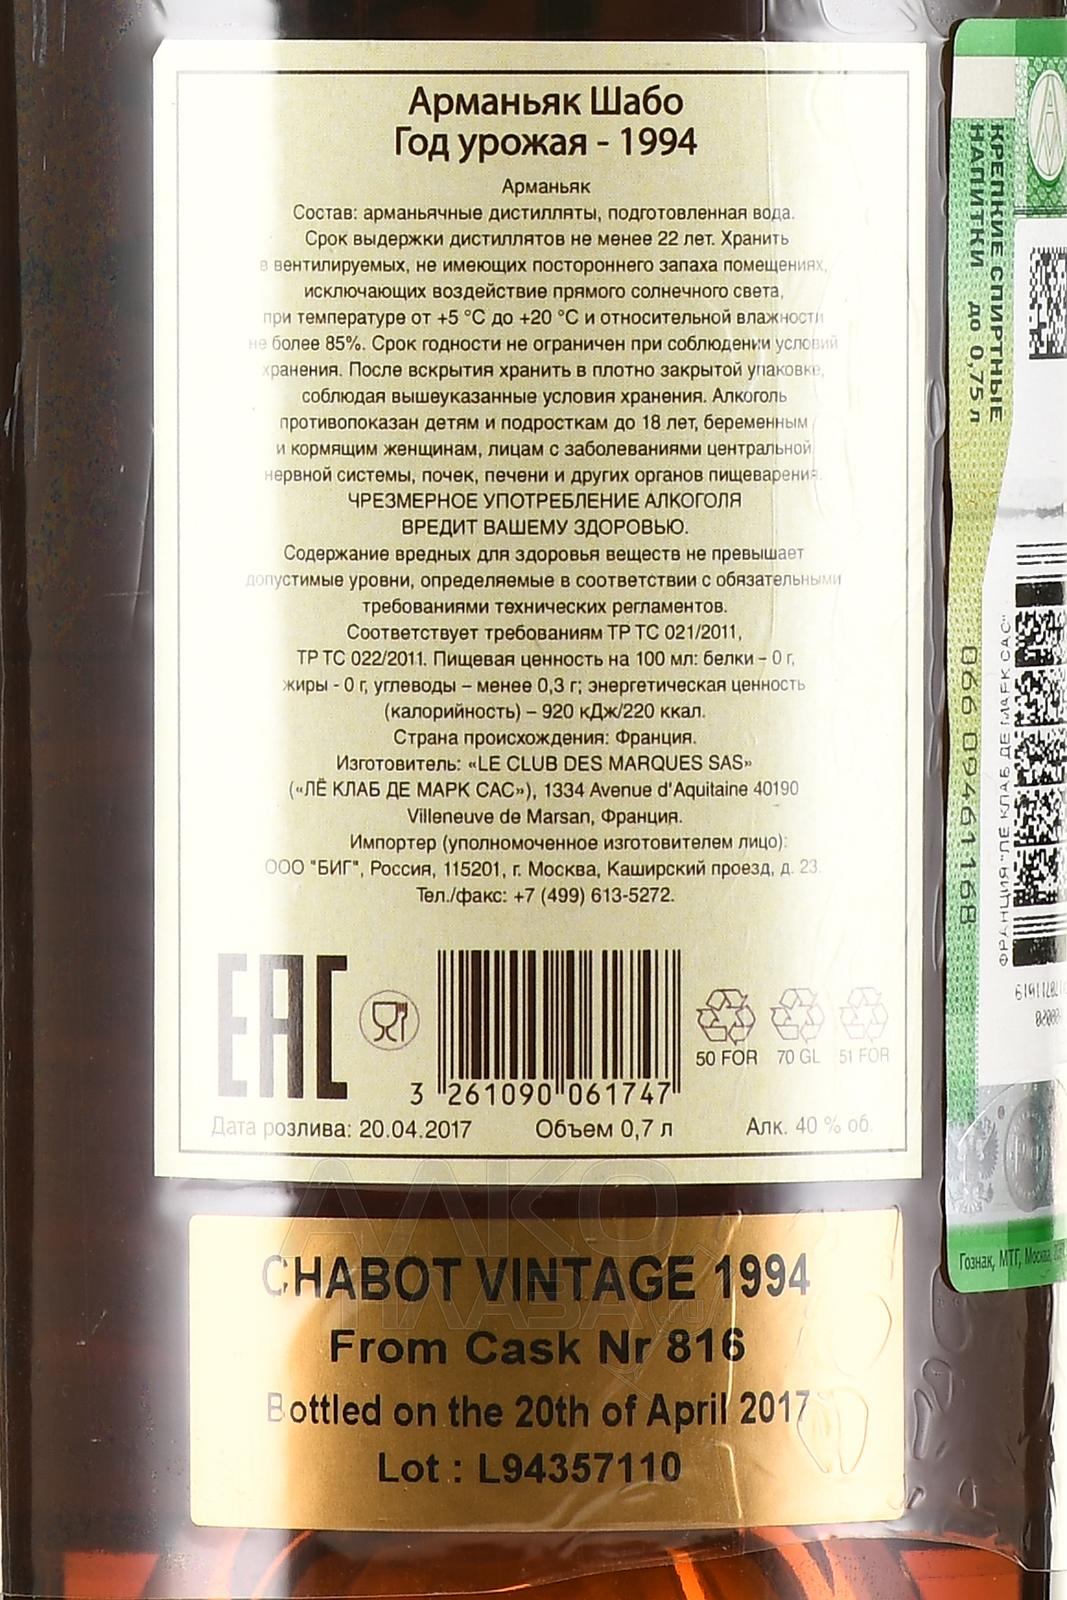 Арманьяк Шабо
Год урожая - 1994
Арманьяк
Состав: арманьячные дистилляты, подготовленная вода.
Срок выдержки дистиллятов не менее 22 лет. Хранить
в вентилируемых, не имеющих постороннего запаха помещениях,
исключающих воздействие прямого солнечного света,
при температуре от +5 °C до +20 °C и относительной влажности
не более 85%. Срок годности не ограничен при соблюдении условий
хранения. После вскрытия хранить в плотно закрытой упаковке,
соблюдая вышеуказанные условия хранения. Алкоголь
противопоказан детям и подросткам до 18 лет, беременным
и кормящим женщинам, лицам с заболеваниями центральной
нервной системы, почек, печени и других органов пищеварения.
ЧРЕЗМЕРНОЕ УПОТРЕБЛЕНИЕ АЛКОГОЛЯ
ВРЕДИТ ВАШЕМУ ЗДОРОВЬЮ.
Содержание вредных для здоровья веществ не превышает
допустимые уровни, определяемые в соответствии с обязательными
требованиями технических регламентов.
Соответствует требованиям ТР ТС 021/2011,
ТР ТС 022/2011. Пищевая ценность на 100 мл: белки – 0 г,
жиры - 0 г, углеводы – менее 0,3 г; энергетическая ценность
(калорийность) – 920 кДж/220 ккал.
Страна происхождения: Франция.
Изготовитель: «LE CLUB DES MARQUES SAS»
(«ЛЁ КЛАБ ДЕ МАРК САС»), 1334 Avenue d'Aquitaine 40190
Villeneuve de Marsan, Франция.
Импортер (уполномоченное изготовителем лицо):
ООО "БИГ", Россия, 115201, г. Москва, Каширский проезд, д. 23.
Тел./факс: +7 (499) 613-5272.
EAC
50 FOR 70 GL 51 FOR
3 261090 061747
Дата розлива: 20.04.2017 Объем 0,7 л Алк. 40 % об.
CHABOT VINTAGE 1994
From Cask Nr 816
Bottled on the 20th of April 2017
Lot : L94357110
АЛКО
ПЛАЗА
КРЕПКИЕ СПИРТНЫЕ
НАПИТКИ до 0,75 л
066 09461168
ФРАНЦИЯ "ЛЕ КЛАБ ДЕ МАРК САС"
Гознак, МТГ, Москва,